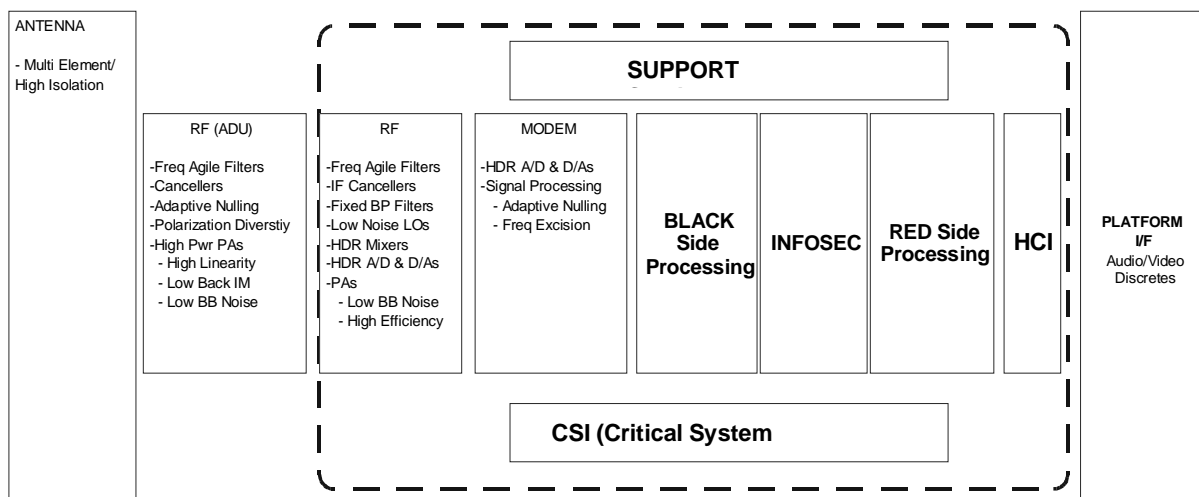 ANTENNA
- Multi Element/
High Isolation
RF (ADU)
-Freq Agile Filters
-Cancellers
-Adaptive Nulling
-Polarization Diverstiy
-High Pwr PAs
- High Linearity
- Low Back IM
- Low BB Noise
SUPPORT
RF
-Freq Agile Filters
-IF Cancellers
-Fixed BP Filters
-Low Noise LOs
-HDR Mixers
-HDR A/D & D/As
-PAs
- Low BB Noise
- High Efficiency
MODEM
-HDR A/D & D/As
-Signal Processing
- Adaptive Nulling
- Freq Excision
BLACK
Side
Processing
INFOSEC
RED Side
Processing
HCI
CSI (Critical System
PLATFORM
I/F
Audio/Video
Discretes